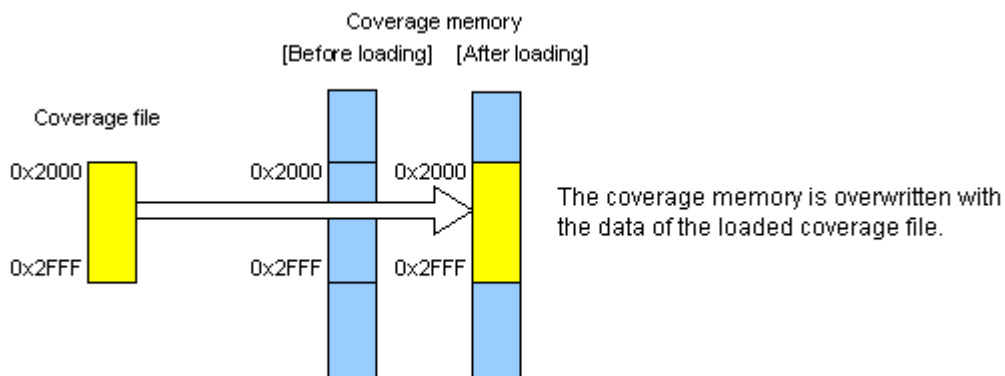 Coverage memory
[Before loading] [After loading]
Coverage file
0x2000 0x2000 0x2000
The coverage memory is overwritten with
the data of the loaded coverage file.
0x2FFF 0x2FFF 0x2FFF